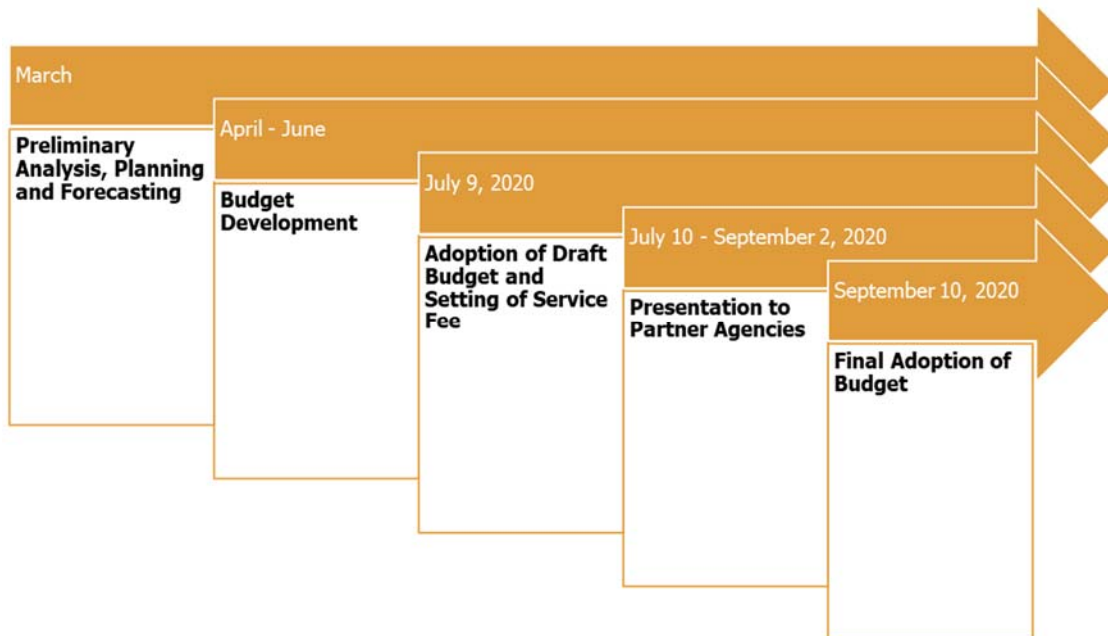 March
Preliminary
Analysis, Planning
and Forecasting
April - June
Budget
Development
July 9, 2020
Adoption of Draft
Budget and
Setting of Service
Fee
July 10 - September 2, 2020
Presentation to
Partner Agencies
September 10, 2020
Final Adoption of
Budget